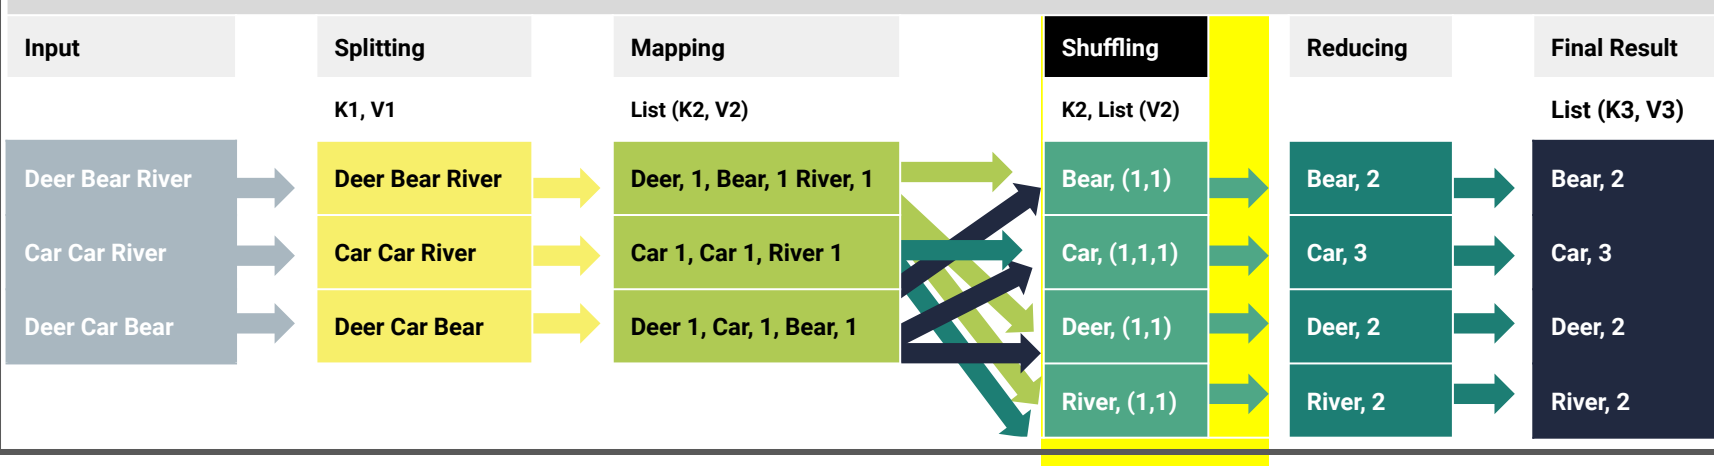 Input Splitting Mapping Shuffling Reducing Final Result
K1, V1 List (K2, V2) K2, List (V2) List (K3, V3)
Deer Bear River Deer Bear River Deer, 1, Bear, 1 River, 1 Bear, (1,1) Bear, 2 Bear, 2
Car Car River Car Car River Car 1, Car 1, River 1 Car, (1,1,1) Car, 3 Car, 3
Deer Car Bear Deer Car Bear Deer 1, Car, 1, Bear, 1 Deer, (1,1) Deer, 2 Deer, 2
River, (1,1) River, 2 River, 2